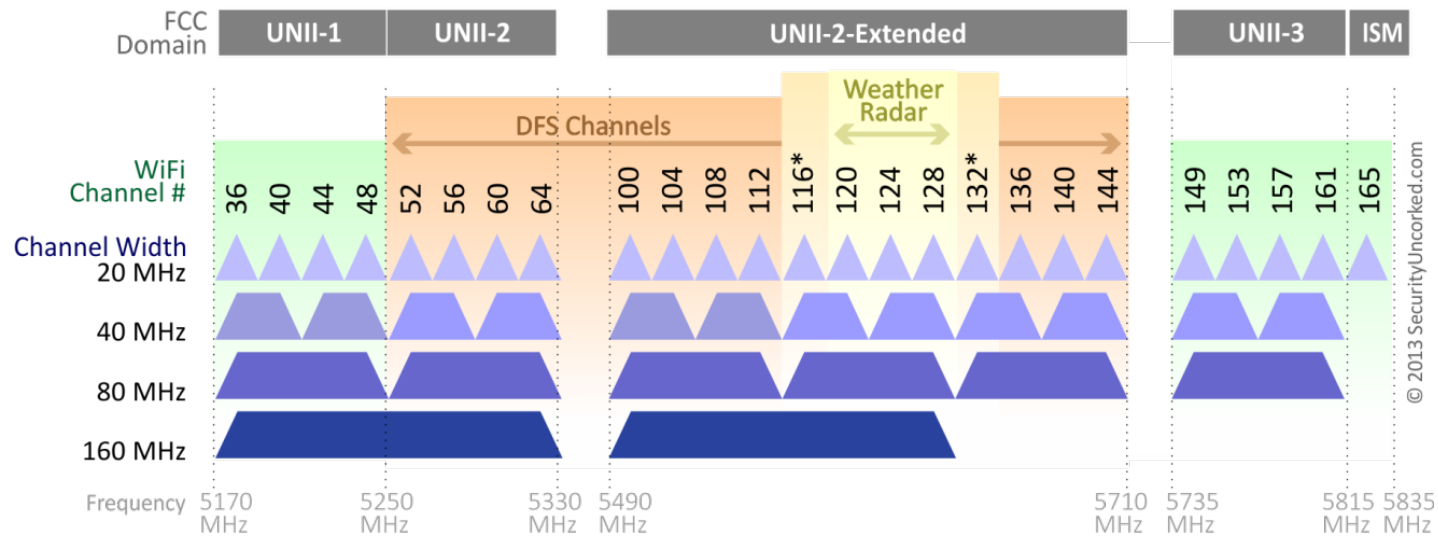 FCC
Domain
UNII-1
UNII-2
UNII-2-Extended
UNII-3
ISM
Weather
Radar
DFS Channels
WiFi
Channel #
36
40
44
48
52
56
60
64
100
104
108
112
116*
120
124
128
132*
136
140
144
149
153
157
161
165
Channel Width
20 MHz
40 MHz
80 MHz
160 MHz
Frequency
5170
MHz
5250
MHz
5330
MHz
5490
MHz
5710
MHz
5735
MHz
5815
MHz
5835
MHz
© 2013 SecurityUncorked.com